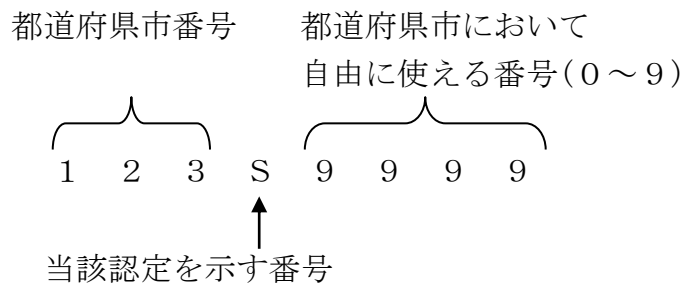 都道府県市番号
都道府県市において
自由に使える番号(0～9)
1 2 3 S 9 9 9 9
当該認定を示す番号